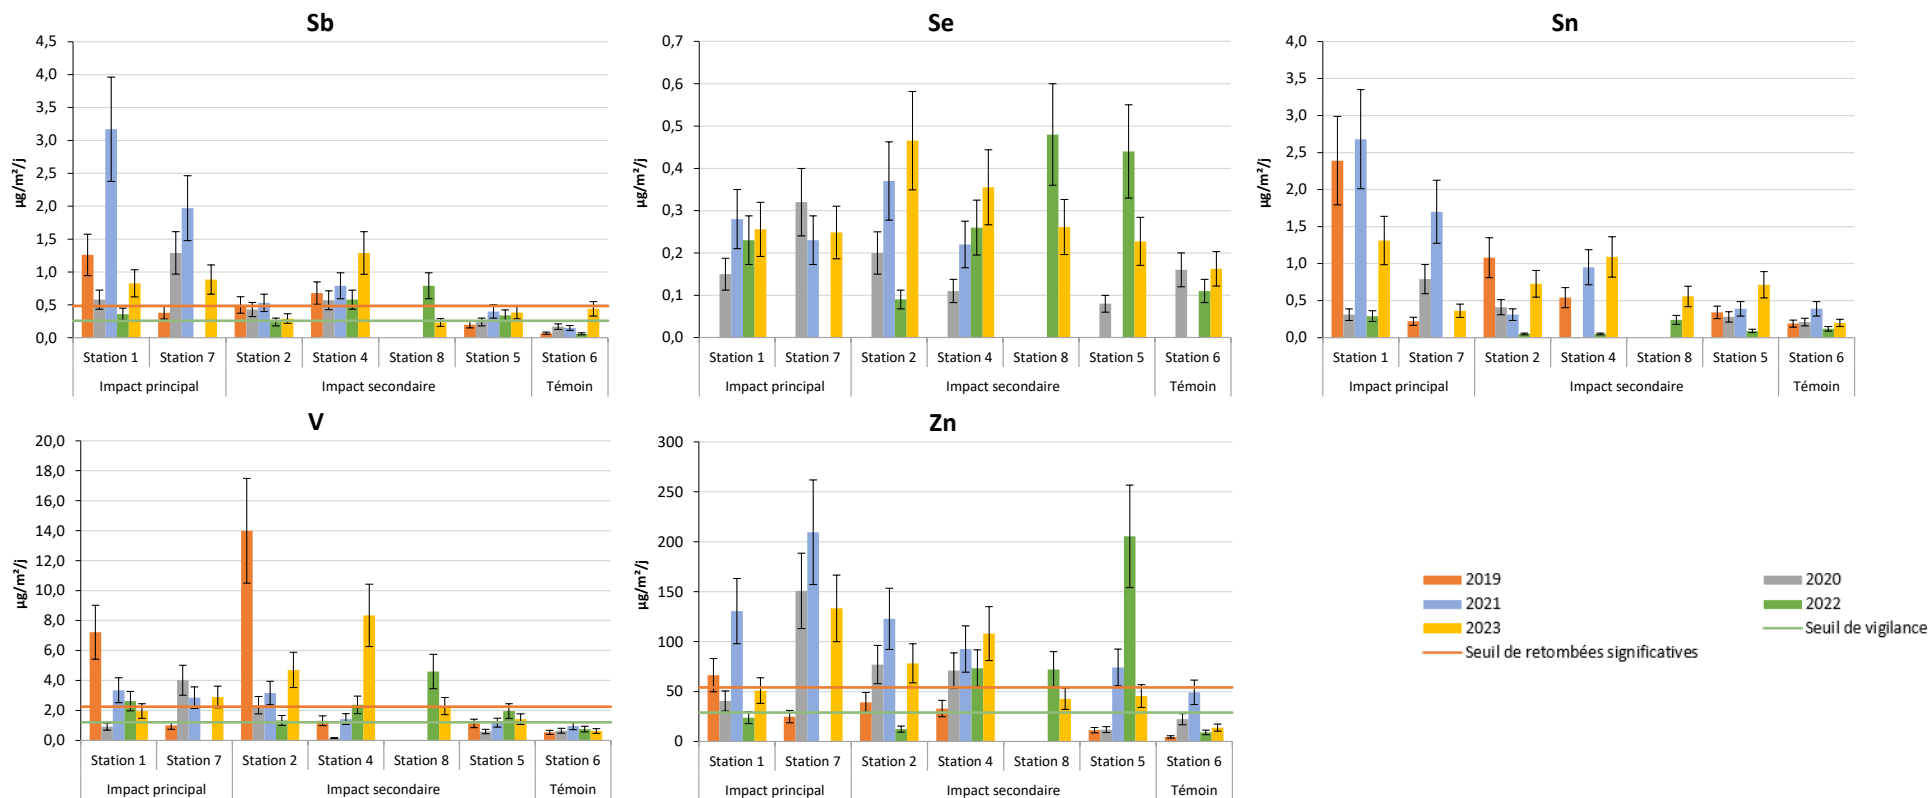 Sb
µg/m²/j
4,5
4,0
3,5
3,0
2,5
2,0
1,5
1,0
0,5
0,0
Station 1 Station 7 Station 2 Station 4 Station 8 Station 5 Station 6
Impact principal Impact secondaire Témoin
Se
µg/m²/j
0,7
0,6
0,5
0,4
0,3
0,2
0,1
0,0
Station 1 Station 7 Station 2 Station 4 Station 8 Station 5 Station 6
Impact principal Impact secondaire Témoin
Sn
µg/m²/j
4,0
3,5
3,0
2,5
2,0
1,5
1,0
0,5
0,0
Station 1 Station 7 Station 2 Station 4 Station 8 Station 5 Station 6
Impact principal Impact secondaire Témoin
V
µg/m²/j
20,0
18,0
16,0
14,0
12,0
10,0
8,0
6,0
4,0
2,0
0,0
Station 1 Station 7 Station 2 Station 4 Station 8 Station 5 Station 6
Impact principal Impact secondaire Témoin
Zn
µg/m²/j
300
250
200
150
100
50
0
Station 1 Station 7 Station 2 Station 4 Station 8 Station 5 Station 6
Impact principal Impact secondaire Témoin
2019 2020
2021 2022
2023 Seuil de vigilance
Seuil de retombées significatives